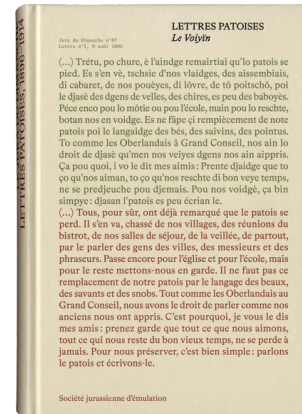 LETTRES PATOISES, 1896-1914
LETTRES PATOISES
Le Voiyïn
Jura du Dimanche n°87
Lettre n°1, 8 août 1896
(…) Trétu, po chure, è l'aindge remairtiai qu'lo patois se
pied. Es s'en vè, tschsie d'nos vlaidges, des aissembiais,
di cabaret, de nos pouèyes, di lôvre, de tô poitschô, poi
le djasè des dgens de velles, des chires, es peu des baboyès.
Péce enco pou lo môtie ou pou l'école, main pou lo reschte,
botan nos en voidge. Es ne fâpe çi rempiècement de note
patois poi le langaidge des bés, des saivins, des pointus.
To comme les Oberlandais â Grand Conseil, nos ain lo
droit de djasè qu'men nos veiyes dgens nos ain aippris.
Ça pou quoi, i vo le dit mes aimis : Prente djaidge que to
ço qu'nos aiman, to ço qu'nos reschte di bon veye temps,
ne se predjeuche pou djemais. Pou nos voidgè, ça bin
simpye : djasan l'patois es peu écrian le.
(…) Tous, pour sûr, ont déjà remarqué que le patois se
perd. Il s'en va, chassé de nos villages, des réunions du
bistrot, de nos salles de séjour, de la veillée, de partout,
par le parler des gens des villes, des messieurs et des
phraseurs. Passe encore pour l'église et pour l'école, mais
pour le reste mettons-nous en garde. Il ne faut pas ce
remplacement de notre patois par le langage des beaux,
des savants et des snobs. Tout comme les Oberlandais au
Grand Conseil, nous avons le droit de parler comme nos
anciens nous ont appris. C'est pourquoi, je vous le dis
mes amis : prenez garde que tout ce que nous aimons,
tout ce qui nous reste du bon vieux temps, ne se perde à
jamais. Pour nous préserver, c'est bien simple : parlons
le patois et écrivons-le.
Société jurassienne d'émulation